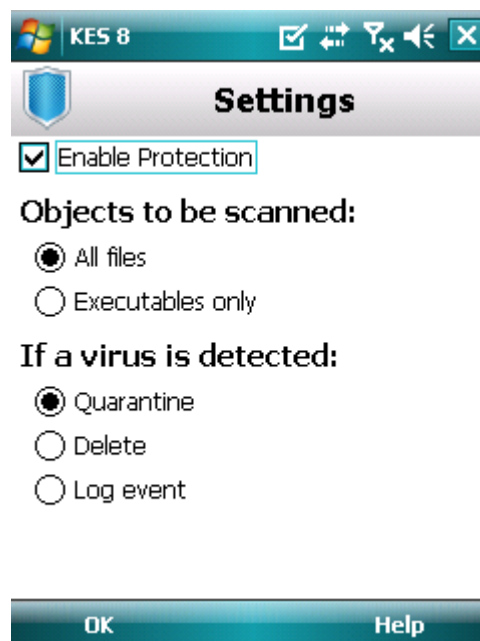 KES 8
Settings
Enable Protection
Objects to be scanned:
All files
Executables only
If a virus is detected:
Quarantine
Delete
Log event
OK Help